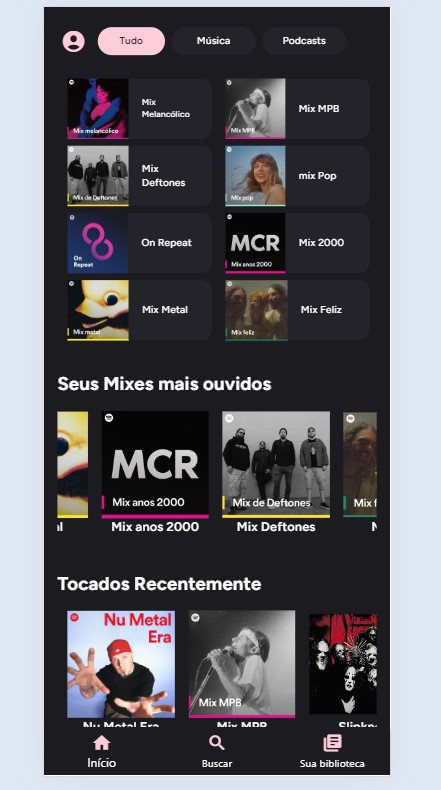 Tudo
Música
Podcasts
Mix melancólico
Mix
Melancólico
Mix MPB
Mix MPB
Mix de Deftones
Mix
Deftones
Mix pop
mix Pop
On
Repeat
On Repeat
MCR
Mix anos 2000
Mix 2000
Mix metal
Mix Metal
Mix feliz
Mix Feliz
Seus Mixes mais ouvidos
al
MCR
Mix anos 2000
Mix anos 2000
Mix de Deftones
Mix Deftones
Mix f
Tocados Recentemente
Nu Metal
Era
Nu Metal Era
Mix MPB
Mix MPB
Slipkn
Início
Buscar
Sua biblioteca